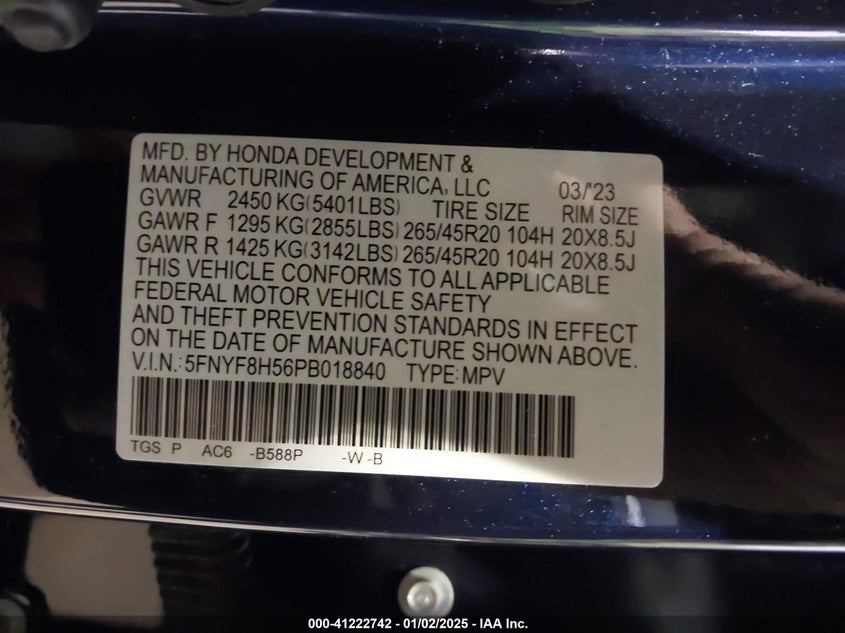 MFD. BY HONDA DEVELOPMENT &
MANUFACTURING OF AMERICA, LLC 03/'23
GVWR 2450 KG(5401LBS) TIRE SIZE RIM SIZE
GAWR F 1295 KG(2855LBS) 265/45R20 104H 20X8.5J
GAWR R 1425 KG(3142LBS) 265/45R20 104H 20X8.5J
THIS VEHICLE CONFORMS TO ALL APPLICABLE
FEDERAL MOTOR VEHICLE SAFETY
AND THEFT PREVENTION STANDARDS IN EFFECT
ON THE DATE OF MANUFACTURE SHOWN ABOVE.
V.I.N.: 5FNYF8H56PB018840 TYPE: MPV
TGS P AC6 -B588P -W -B
000-41222742 - 01/02/2025 - IAA Inc.